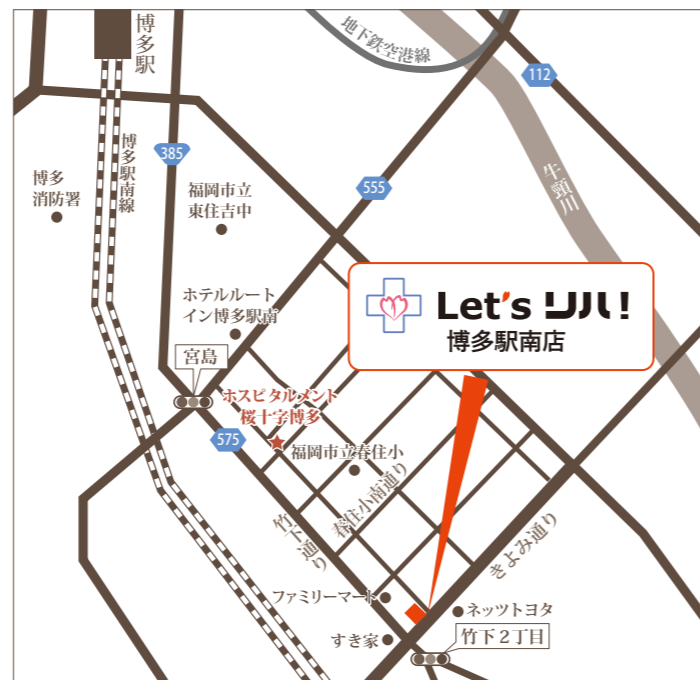 博多駅
地下鉄空港線
112
385
博多駅南線
555
博多
消防署
福岡市立
東住吉中
牛頸川
ホテルルート
イン博多駅南
Let's リハ!
博多駅南店
宮島
ホスピタルメント
桜十字博多
575
福岡市立春住小
春住小南通り
竹下通り
きよみ通り
ファミリーマート
ネッツトヨタ
すき家
竹下2丁目